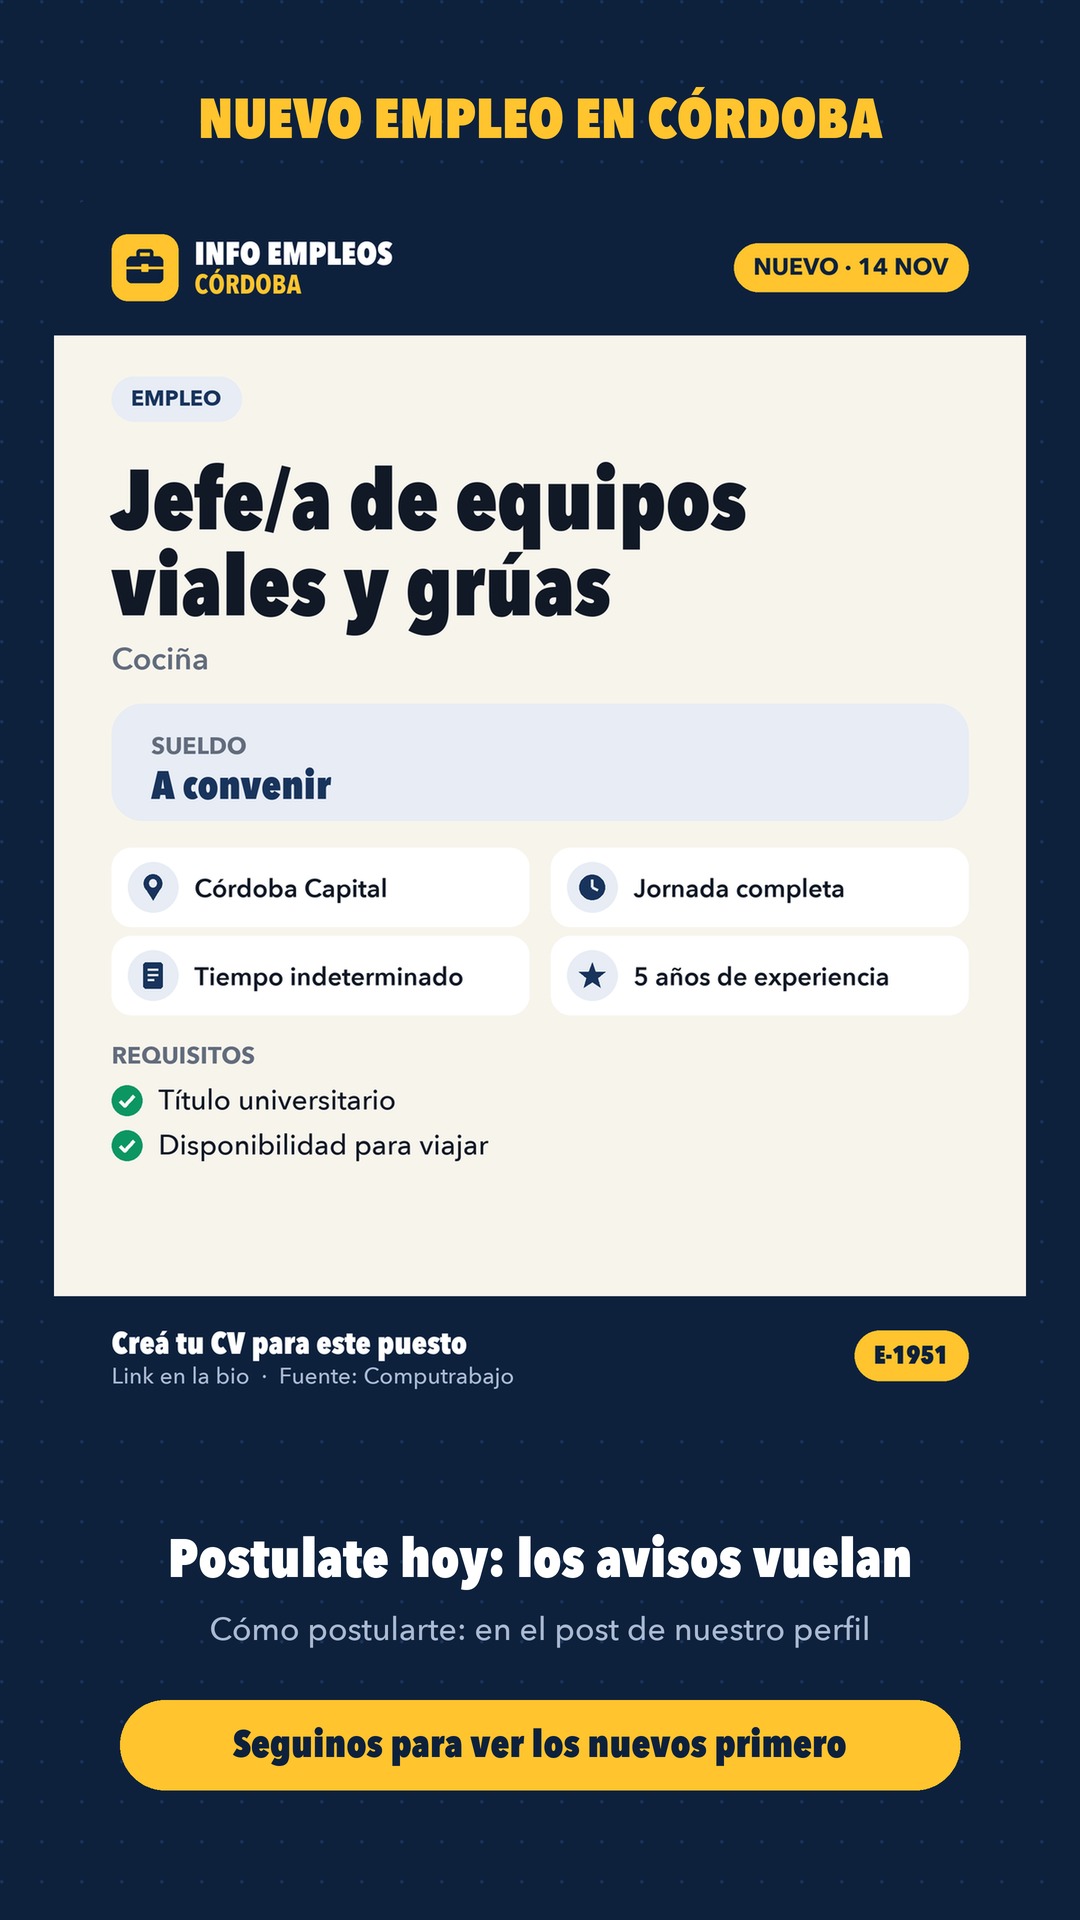 NUEVO EMPLEO EN CÓRDOBA
INFO EMPLEOS
CÓRDOBA
NUEVO · 14 NOV
EMPLEO
Jefe/a de equipos
viales y grúas
Cociña
SUELDO
A convenir
Córdoba Capital
Jornada completa
Tiempo indeterminado
5 años de experiencia
REQUISITOS
Título universitario
Disponibilidad para viajar
Creá tu CV para este puesto
Link en la bio · Fuente: Computrabajo
E-1951
Postulate hoy: los avisos vuelan
Cómo postularte: en el post de nuestro perfil
Seguinos para ver los nuevos primero